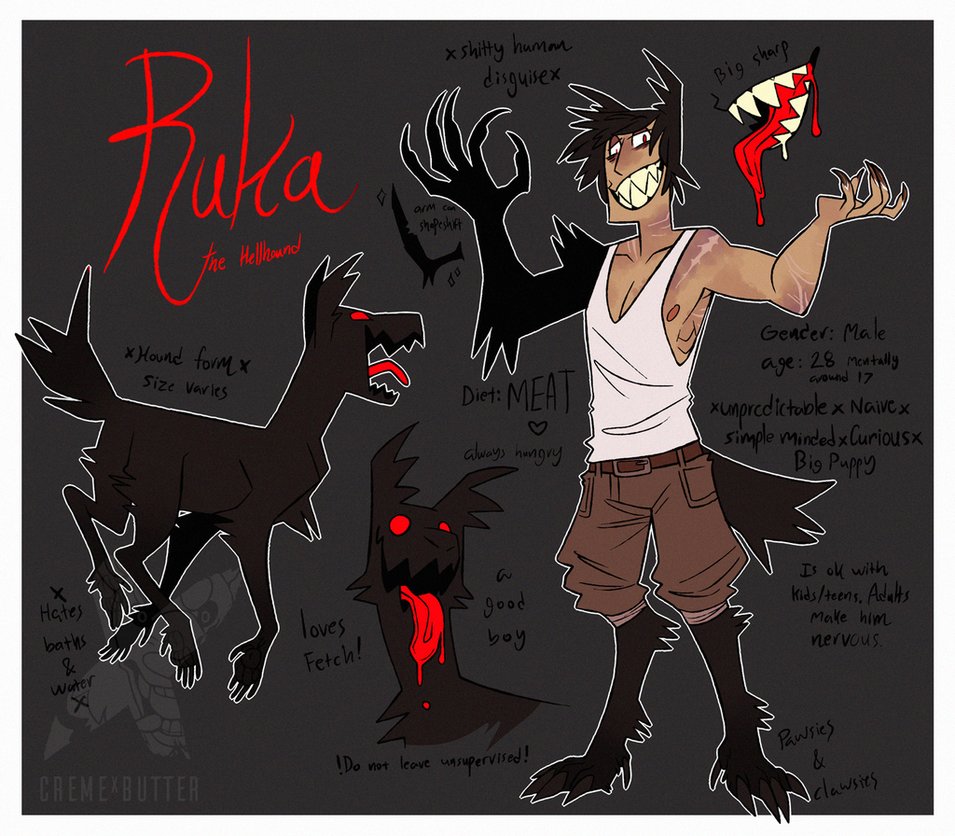 Ruka
the Hellhound
x shitty human
disguise x
Big sharp
arm can
shapeshift
x Hound form x
size varies
Diet: MEAT
always hungry
Gender: Male
age: 28 Mentally
around 17
x unpredictable x Naive x
simple minded x Curious x
Big Puppy
Is ok with
kids/teens. Adults
make him
nervous.
x
Hates
baths
&
water
x
loves
Fetch!
a
good
boy
!Do not leave unsupervised!
Pawsies
&
clawsies
CREMExBUTTER